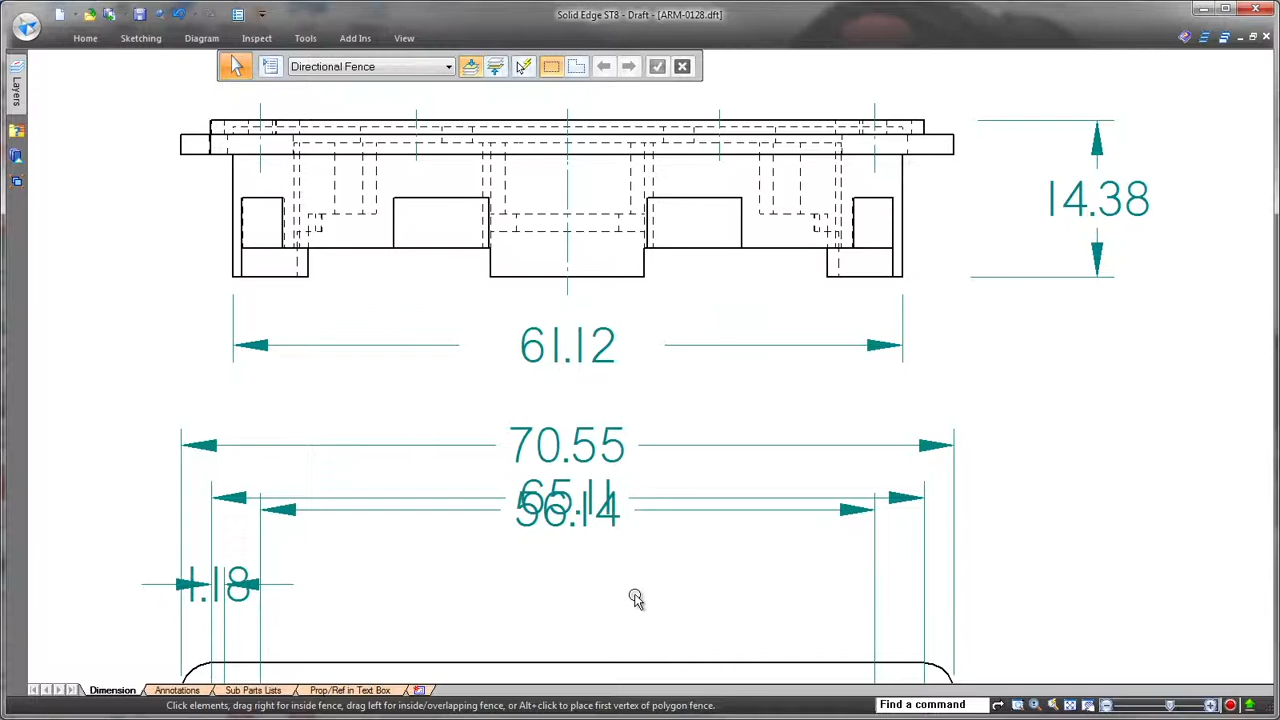 Solid Edge ST8 - Draft - [ARM-0128.dft]
Home Sketching Diagram Inspect Tools Add Ins View
Directional Fence
Layers
14.38
61.12
70.55
65.11
56.14
1.18
Dimension Annotations Sub Parts Lists Prop/Ref in Text Box
Click elements, drag right for inside fence, drag left for inside/overlapping fence, or Alt+click to place first vertex of polygon fence.
Find a command